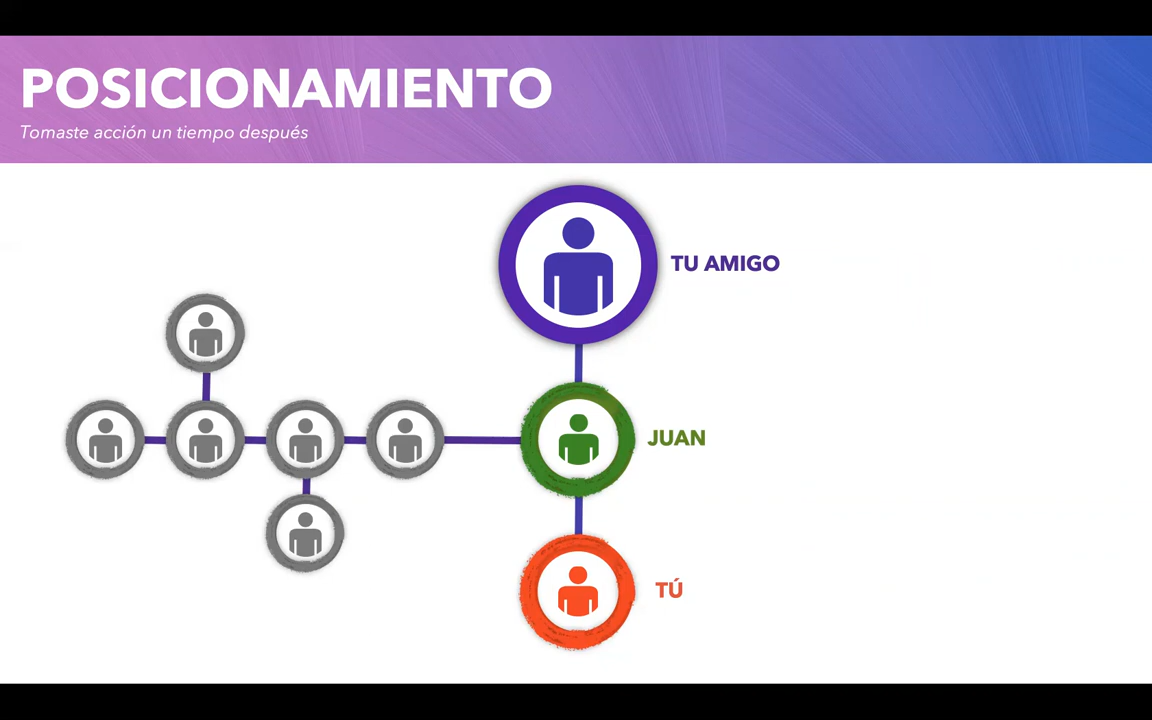 POSICIONAMIENTO
Tomaste acción un tiempo después
TU AMIGO
JUAN
TÚ